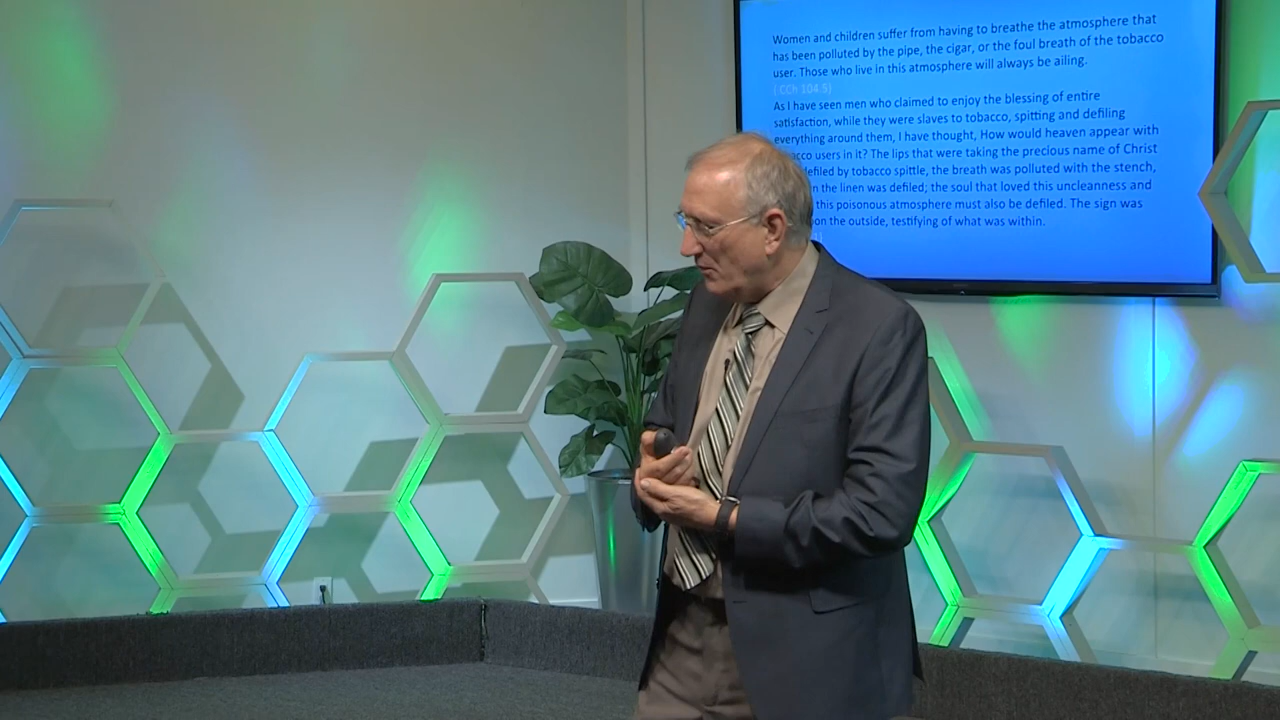 Women and children suffer from having to breathe the atmosphere that
has been polluted by the pipe, the cigar, or the foul breath of the tobacco
user. Those who live in this atmosphere will always be ailing.
( CCh 104.5)
As I have seen men who claimed to enjoy the blessing of entire
satisfaction, while they were slaves to tobacco, spitting and defiling
everything around them, I have thought, How would heaven appear with
acco users in it? The lips that were taking the precious name of Christ
efiled by tobacco spittle, the breath was polluted with the stench,
n the linen was defiled; the soul that loved this uncleanness and
this poisonous atmosphere must also be defiled. The sign was
on the outside, testifying of what was within.